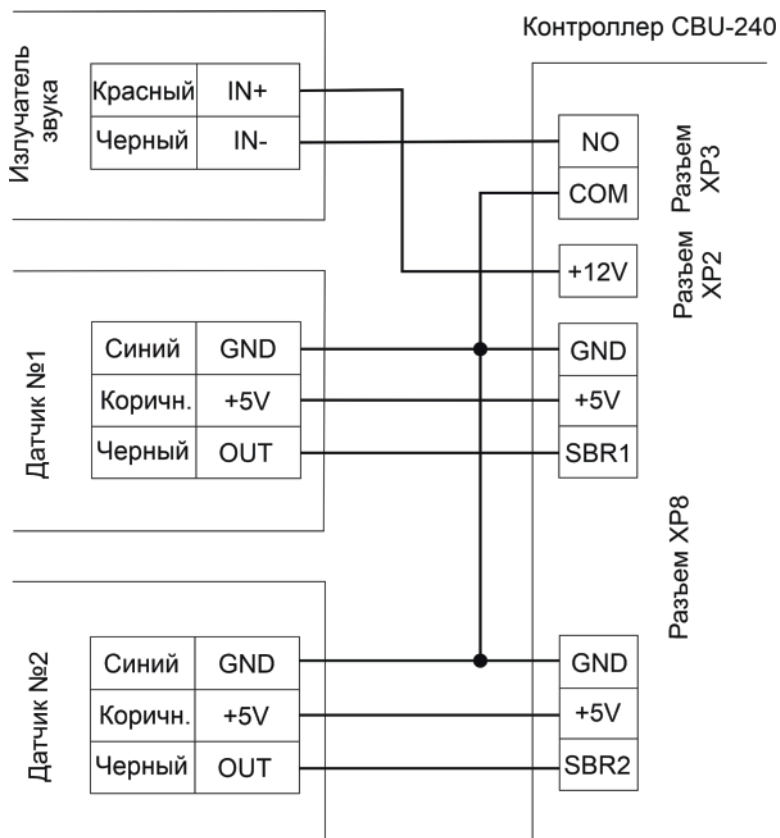 Контроллер CBU-240
Излучатель
звука
Красный IN+
Черный IN-
NO
COM
Разъем
XP3
+12V
Разъем
XP2
Датчик №1
Синий GND
Коричн. +5V
Черный OUT
GND
+5V
SBR1
Разъем XP8
Датчик №2
Синий GND
Коричн. +5V
Черный OUT
GND
+5V
SBR2